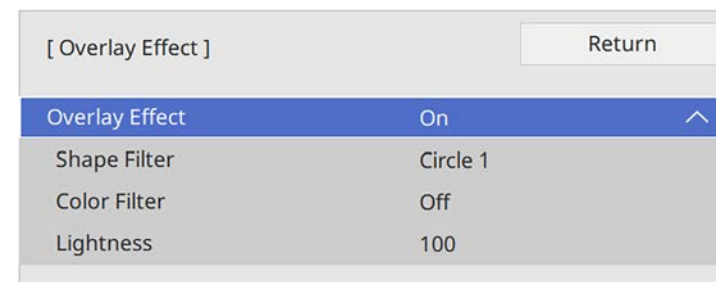 [ Overlay Effect ] Return
Overlay Effect On
Shape Filter Circle 1
Color Filter Off
Lightness 100